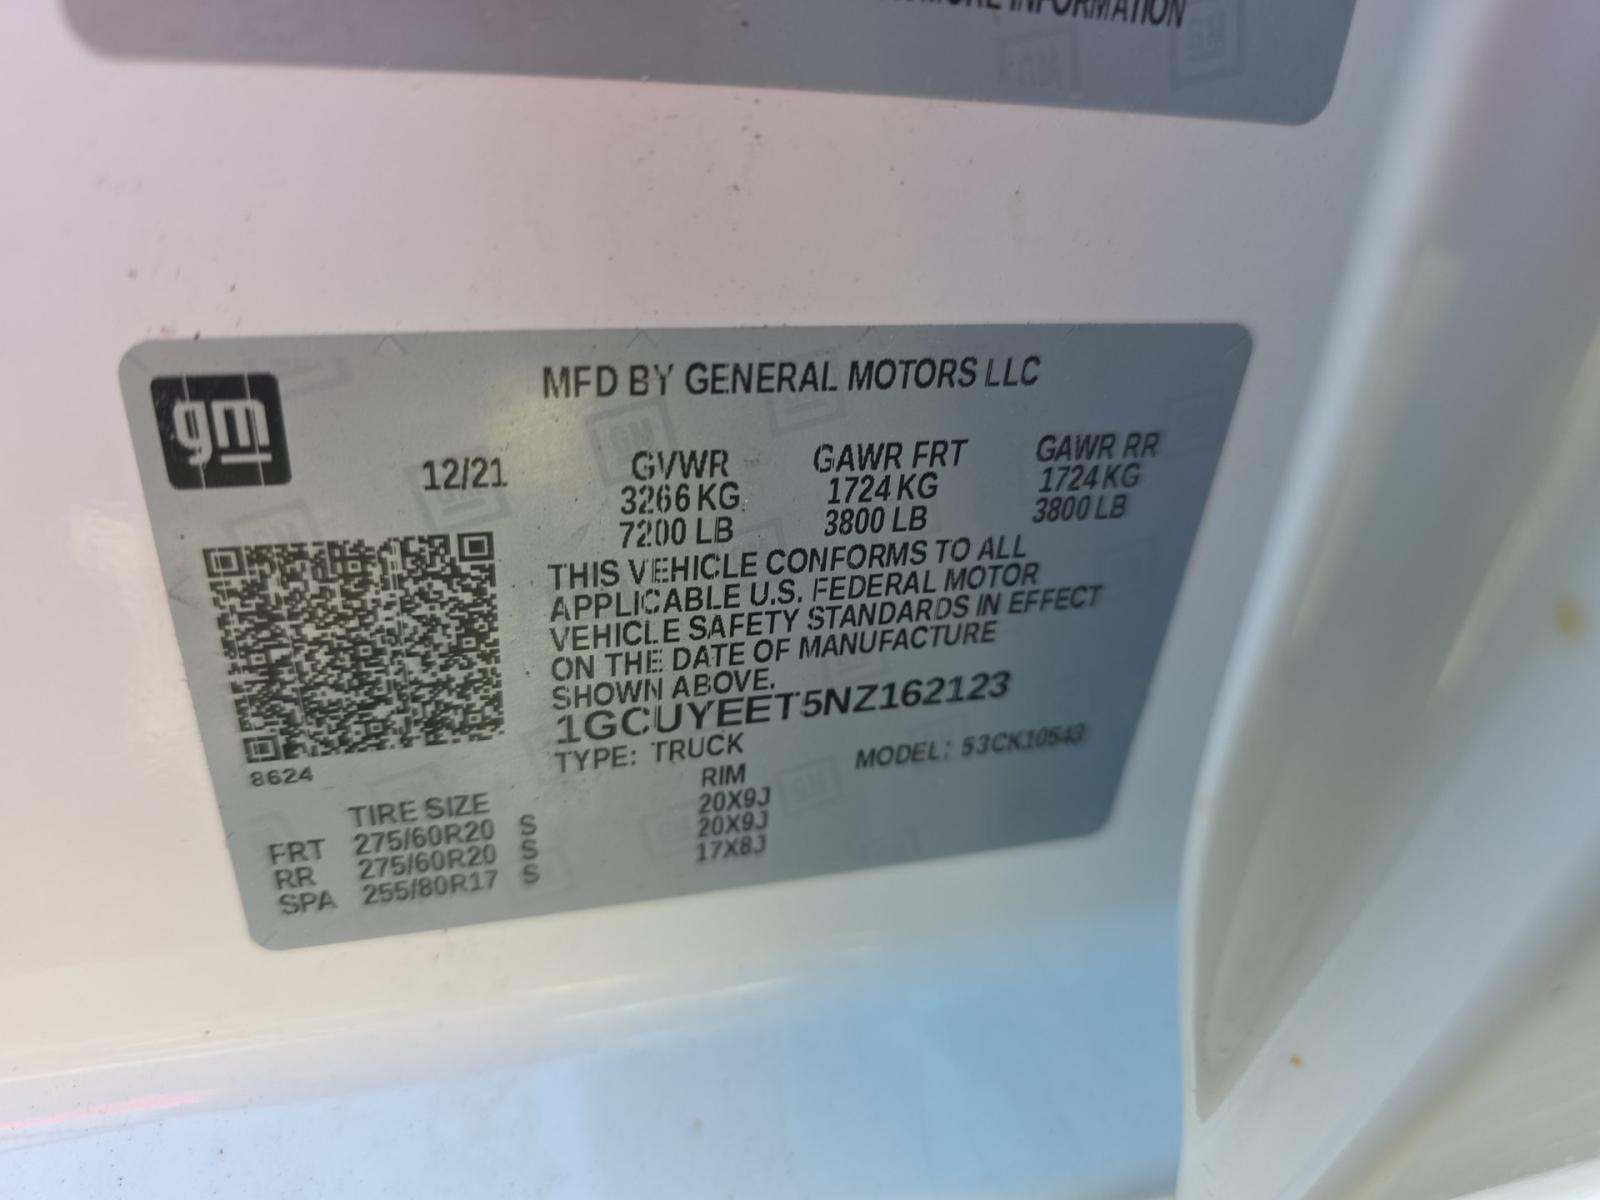 MORE INFORMATION
gm
MFD BY GENERAL MOTORS LLC
12/21 GVWR GAWR FRT GAWR RR
3266 KG 1724 KG 1724 KG
7200 LB 3800 LB 3800 LB
THIS VEHICLE CONFORMS TO ALL
APPLICABLE U.S. FEDERAL MOTOR
VEHICLE SAFETY STANDARDS IN EFFECT
ON THE DATE OF MANUFACTURE
SHOWN ABOVE.
1GCUYEET5NZ162123
TYPE: TRUCK MODEL: 53CK10543
8624
TIRE SIZE RIM
FRT 275/60R20 S 20X9J
RR 275/60R20 S 20X9J
SPA 255/80R17 S 17X8J